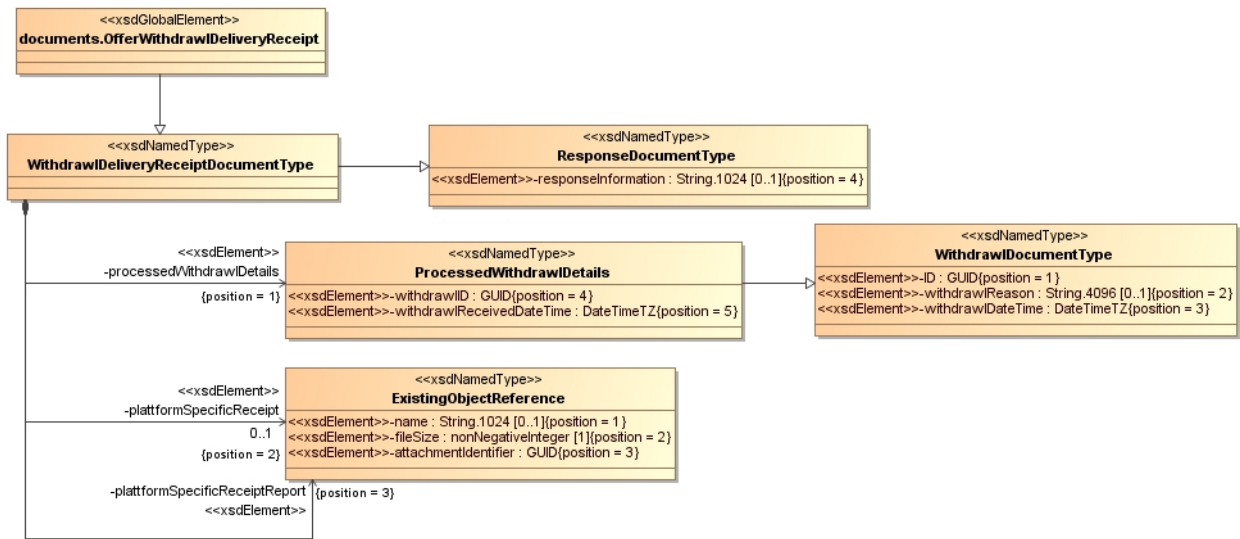 <<xsdGlobalElement>>
documents.OfferWithdrawlDeliveryReceipt
<<xsdNamedType>>
WithdrawlDeliveryReceiptDocumentType
<<xsdNamedType>>
ResponseDocumentType
<<xsdElement>>-responseInformation : String.1024 [0..1]{position = 4}
<<xsdElement>>
-processedWithdrawlDetails
{position = 1}
<<xsdNamedType>>
ProcessedWithdrawlDetails
<<xsdElement>>-withdrawlID : GUID{position = 4}
<<xsdElement>>-withdrawlReceivedDateTime : DateTimeTZ{position = 5}
<<xsdNamedType>>
WithdrawlDocumentType
<<xsdElement>>-ID : GUID{position = 1}
<<xsdElement>>-withdrawlReason : String.4096 [0..1]{position = 2}
<<xsdElement>>-withdrawlDateTime : DateTimeTZ{position = 3}
<<xsdElement>>
-plattformSpecificReceipt
0..1
{position = 2}
<<xsdNamedType>>
ExistingObjectReference
<<xsdElement>>-name : String.1024 [0..1]{position = 1}
<<xsdElement>>-fileSize : nonNegativeInteger [1]{position = 2}
<<xsdElement>>-attachmentIdentifier : GUID{position = 3}
-plattformSpecificReceiptReport {position = 3}
<<xsdElement>>